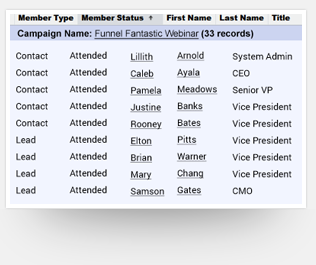 Member Type Member Status ↑ First Name Last Name Title
Campaign Name: Funnel Fantastic Webinar (33 records)
Contact Attended Lillith Arnold System Admin
Contact Attended Caleb Ayala CEO
Contact Attended Pamela Meadows Senior VP
Contact Attended Justine Banks Vice President
Contact Attended Rooney Bates Vice President
Lead Attended Elton Pitts Vice President
Lead Attended Brian Warner Vice President
Lead Attended Mary Chang Vice President
Lead Attended Samson Gates CMO